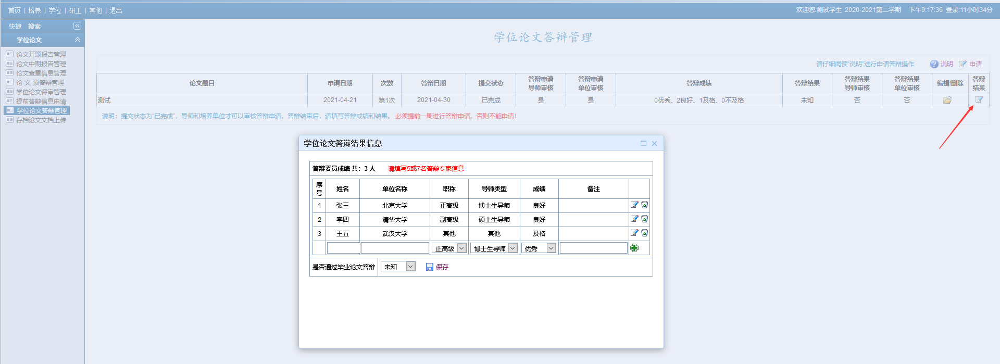 首页 | 培养 | 学位 | 研工 | 其他 | 退出
欢迎您:测试学生 2020-2021第二学期 下午9:17:36 登录:11小时34分
快捷 搜索
学位论文
论文开题报告管理
论文中期报告管理
论文查重信息管理
论 文 预答辩管理
学位论文评审管理
提前答辩信息申请
学位论文答辩管理
存档论文文档上传
学位论文答辩管理
请仔细阅读“说明”进行申请答辩操作 说明 申请
论文题目 申请日期 次数 答辩日期 提交状态 答辩申请导师审核 答辩申请单位审核 答辩成绩 答辩结果 答辩结果导师审核 答辩结果单位审核 编辑/删除 答辩结果
测试 2021-04-21 第1次 2021-04-30 已完成 是 是 0优秀、2良好、1及格、0不及格 未知 否 否
说明：提交状态为“已完成”，导师和培养单位才可以审核答辩申请，答辩结束后，请填写答辩成绩和结果。 必须提前一周进行答辩申请，否则不能申请！
学位论文答辩结果信息
答辩委员成绩 共：3 人 请填写5或7名答辩专家信息
序号 姓名 单位名称 职称 导师类型 成绩 备注
1 张三 北京大学 正高级 博士生导师 良好
2 李四 清华大学 副高级 硕士生导师 良好
3 王五 武汉大学 其他 其他 及格
正高级 博士生导师 优秀
是否通过毕业论文答辩 未知 保存